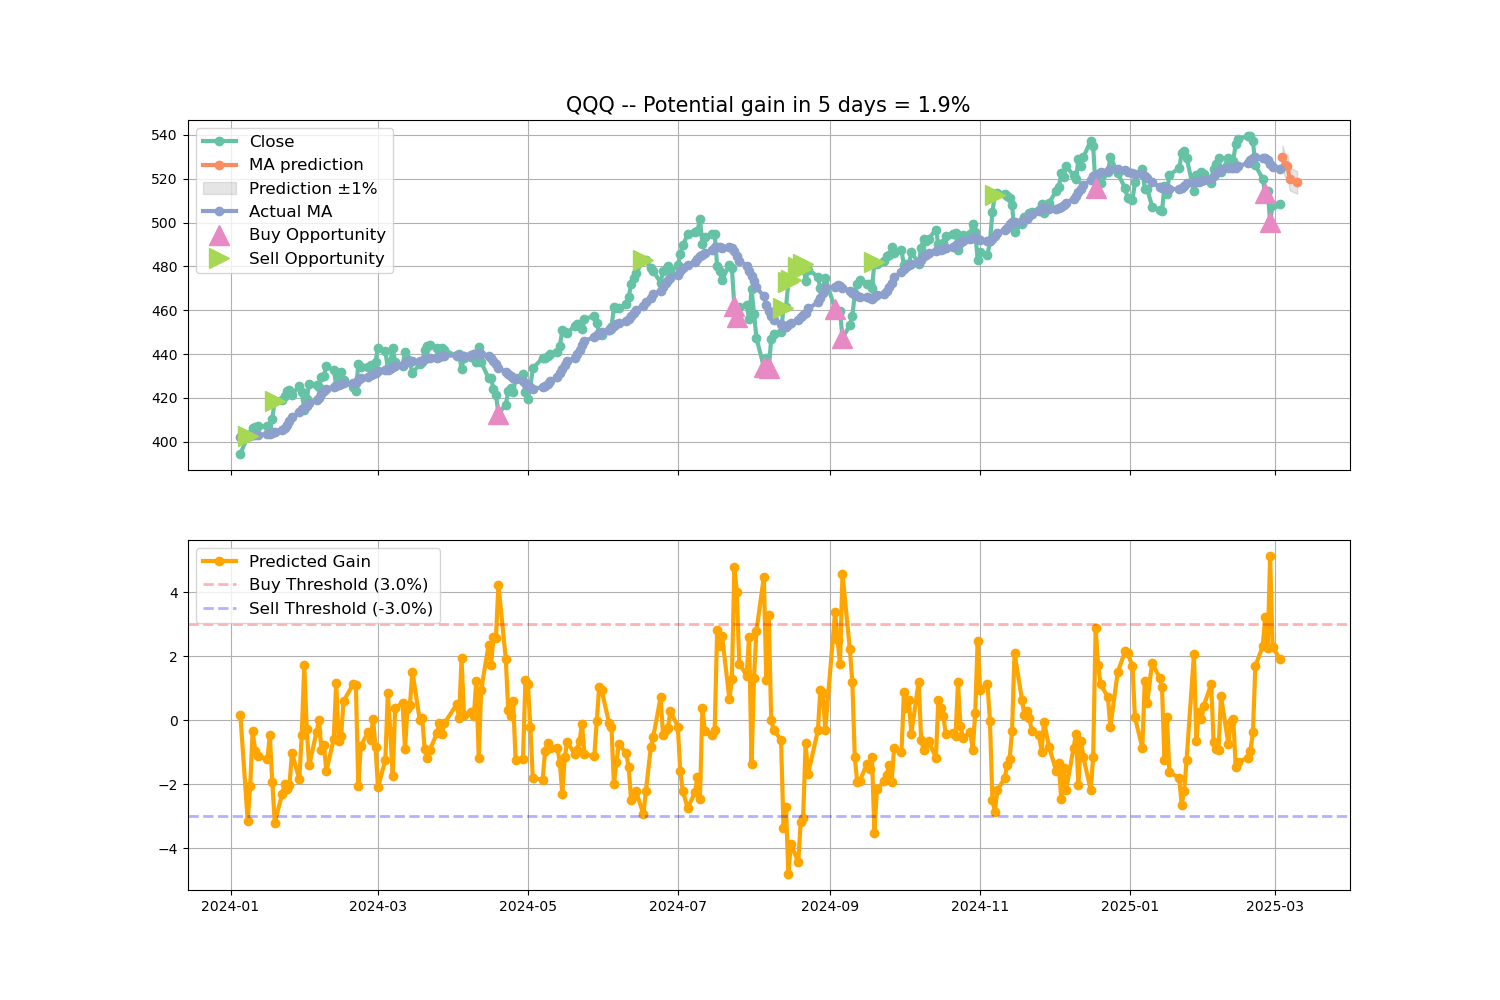 QQQ -- Potential gain in 5 days = 1.9%
Close
MA prediction
Prediction ±1%
Actual MA
Buy Opportunity
Sell Opportunity
540
520
500
480
460
440
420
400
Predicted Gain
Buy Threshold (3.0%)
Sell Threshold (-3.0%)
4
2
0
−2
−4
2024-01
2024-03
2024-05
2024-07
2024-09
2024-11
2025-01
2025-03